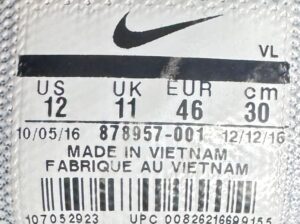 VL
US UK EUR cm
12 11 46 30
10/05/16 878957-001 12/12/16
MADE IN VIETNAM
FABRIQUE AU VIETNAM
107052923 UPC 00826216699155